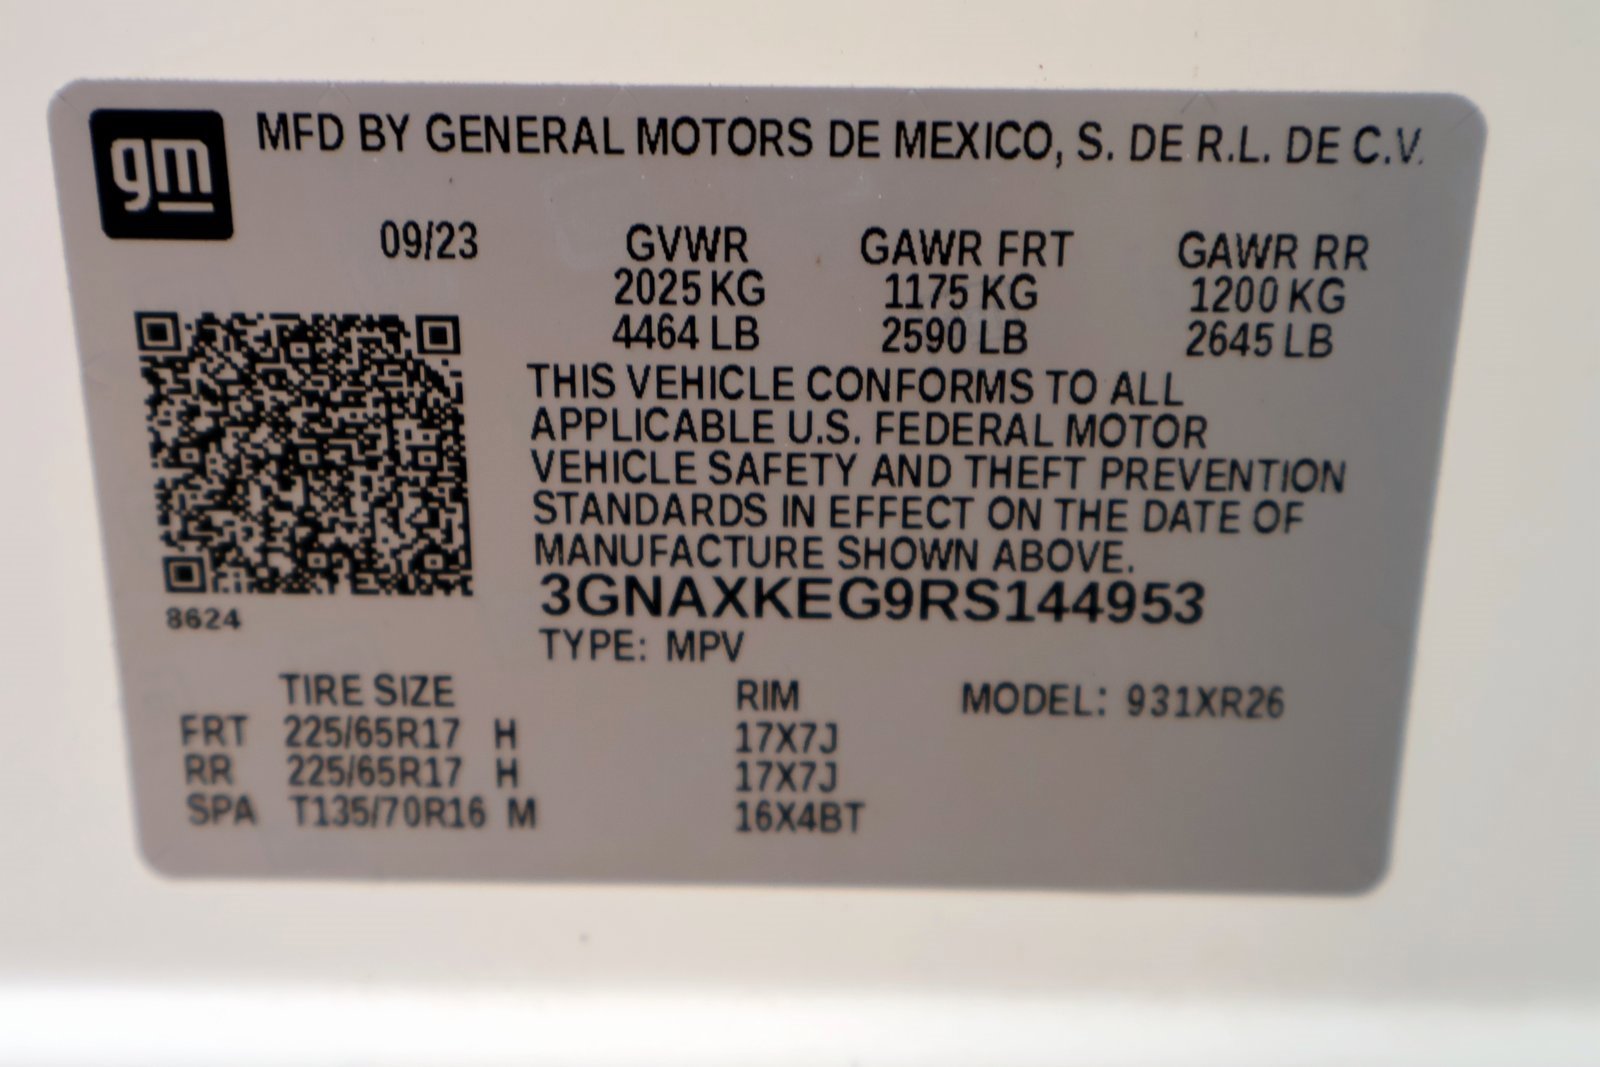 gm
MFD BY GENERAL MOTORS DE MEXICO, S. DE R.L. DE C.V.
09/23 GVWR GAWR FRT GAWR RR
2025 KG 1175 KG 1200 KG
4464 LB 2590 LB 2645 LB
THIS VEHICLE CONFORMS TO ALL
APPLICABLE U.S. FEDERAL MOTOR
VEHICLE SAFETY AND THEFT PREVENTION
STANDARDS IN EFFECT ON THE DATE OF
MANUFACTURE SHOWN ABOVE.
3GNAXKEG9RS144953
8624
TYPE: MPV
TIRE SIZE RIM MODEL: 931XR26
FRT 225/65R17 H 17X7J
RR 225/65R17 H 17X7J
SPA T135/70R16 M 16X4BT